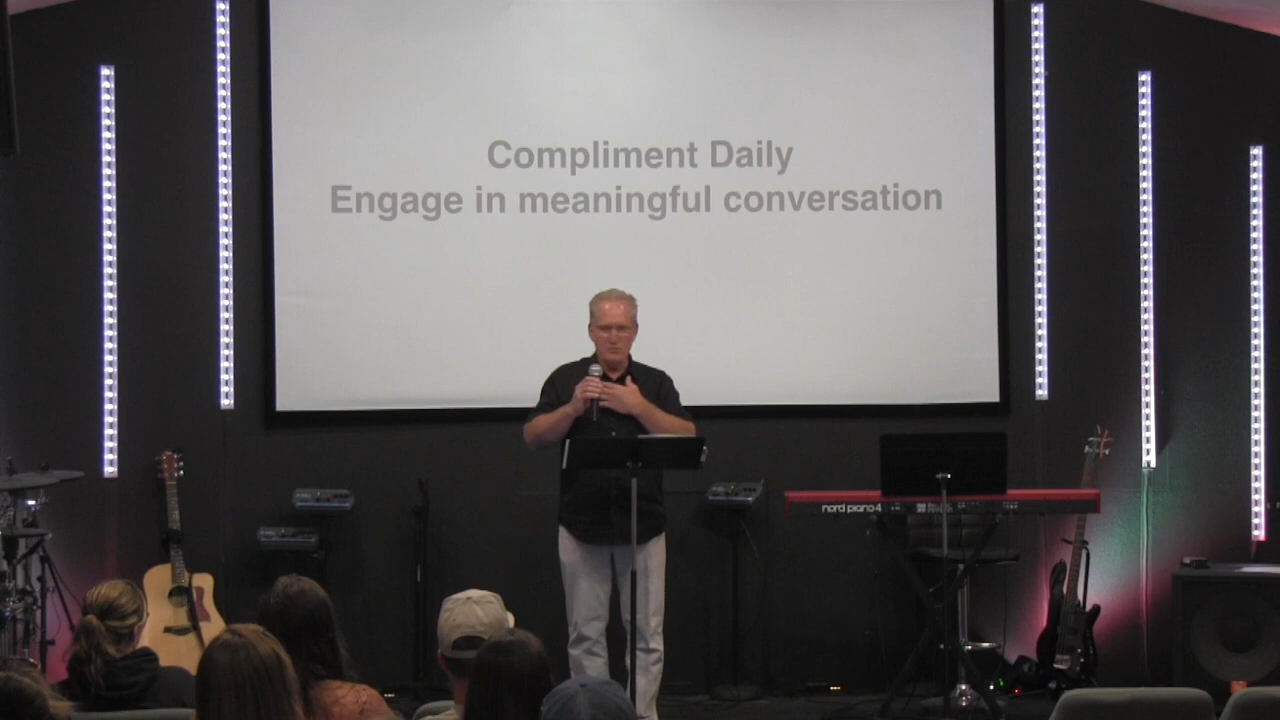 Compliment Daily
Engage in meaningful conversation
nord piano 4